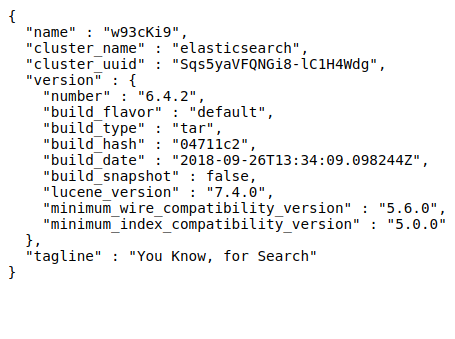 {
  "name" : "w93cKi9",
  "cluster_name" : "elasticsearch",
  "cluster_uuid" : "Sqs5yaVFQNGi8-lC1H4Wdg",
  "version" : {
    "number" : "6.4.2",
    "build_flavor" : "default",
    "build_type" : "tar",
    "build_hash" : "04711c2",
    "build_date" : "2018-09-26T13:34:09.098244Z",
    "build_snapshot" : false,
    "lucene_version" : "7.4.0",
    "minimum_wire_compatibility_version" : "5.6.0",
    "minimum_index_compatibility_version" : "5.0.0"
  },
  "tagline" : "You Know, for Search"
}